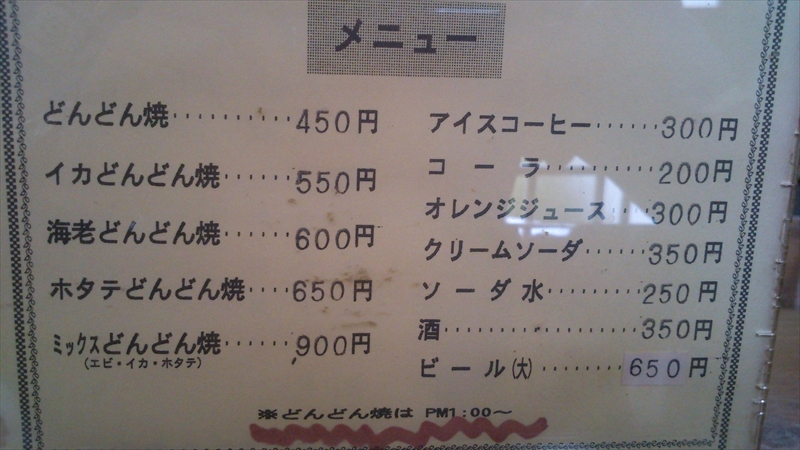 メニュー
どんどん焼‥‥‥‥‥450円
イカどんどん焼‥‥‥550円
海老どんどん焼‥‥‥600円
ホタテどんどん焼‥‥650円
ミックスどんどん焼‥‥‥900円
(エビ・イカ・ホタテ)
アイスコーヒー‥‥‥300円
コーラ‥‥‥‥‥200円
オレンジジュース‥‥300円
クリームソーダ‥‥‥350円
ソーダ水‥‥‥‥‥250円
酒‥‥‥‥‥‥‥‥350円
ビール(大)‥‥‥‥650円
※どんどん焼は PM1:00～